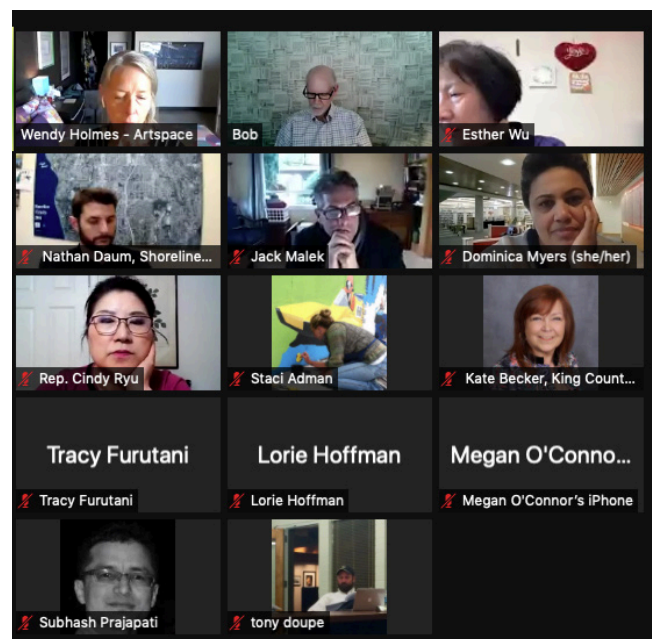 Wendy Holmes - Artspace
Bob
Esther Wu
Nathan Daum, Shoreline...
Jack Malek
Dominica Myers (she/her)
Rep. Cindy Ryu
Staci Adman
Kate Becker, King Count...
Tracy Furutani
Lorie Hoffman
Megan O'Conno...
Tracy Furutani
Lorie Hoffman
Megan O'Connor's iPhone
Subhash Prajapati
tony doupe